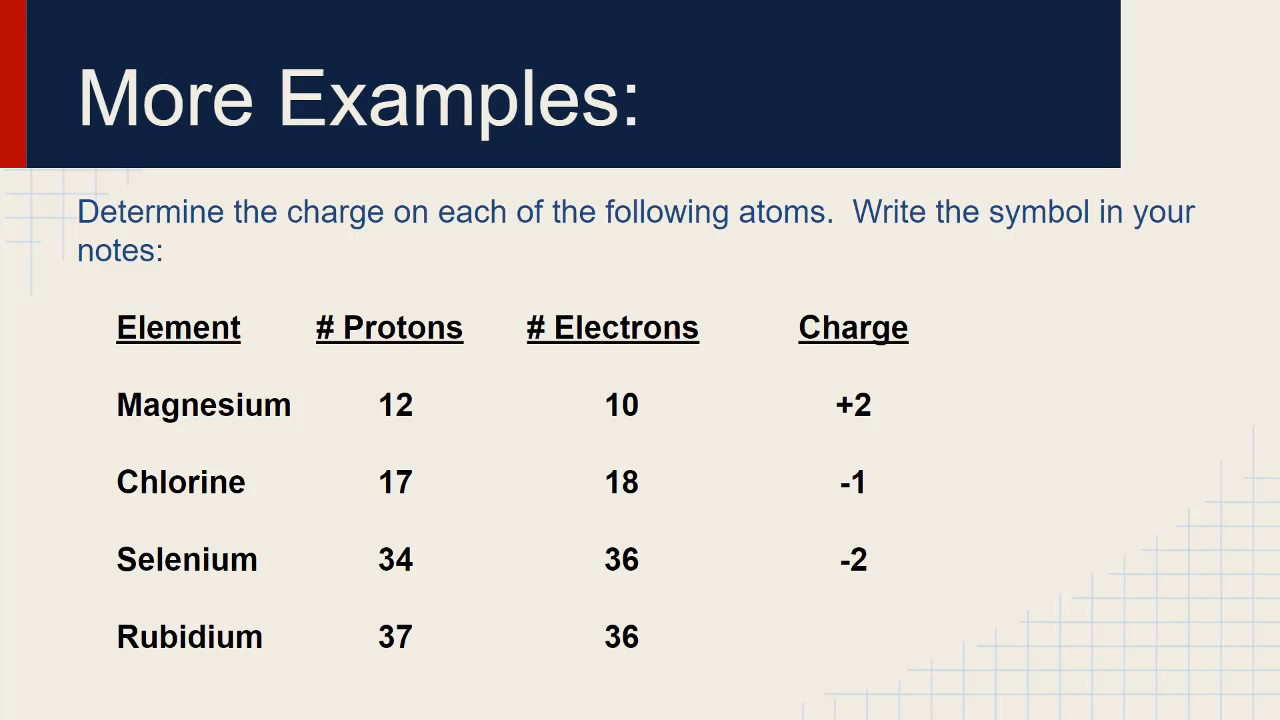 More Examples:
Determine the charge on each of the following atoms.  Write the symbol in your
notes:
Element # Protons # Electrons Charge
Magnesium 12 10 +2
Chlorine 17 18 -1
Selenium 34 36 -2
Rubidium 37 36